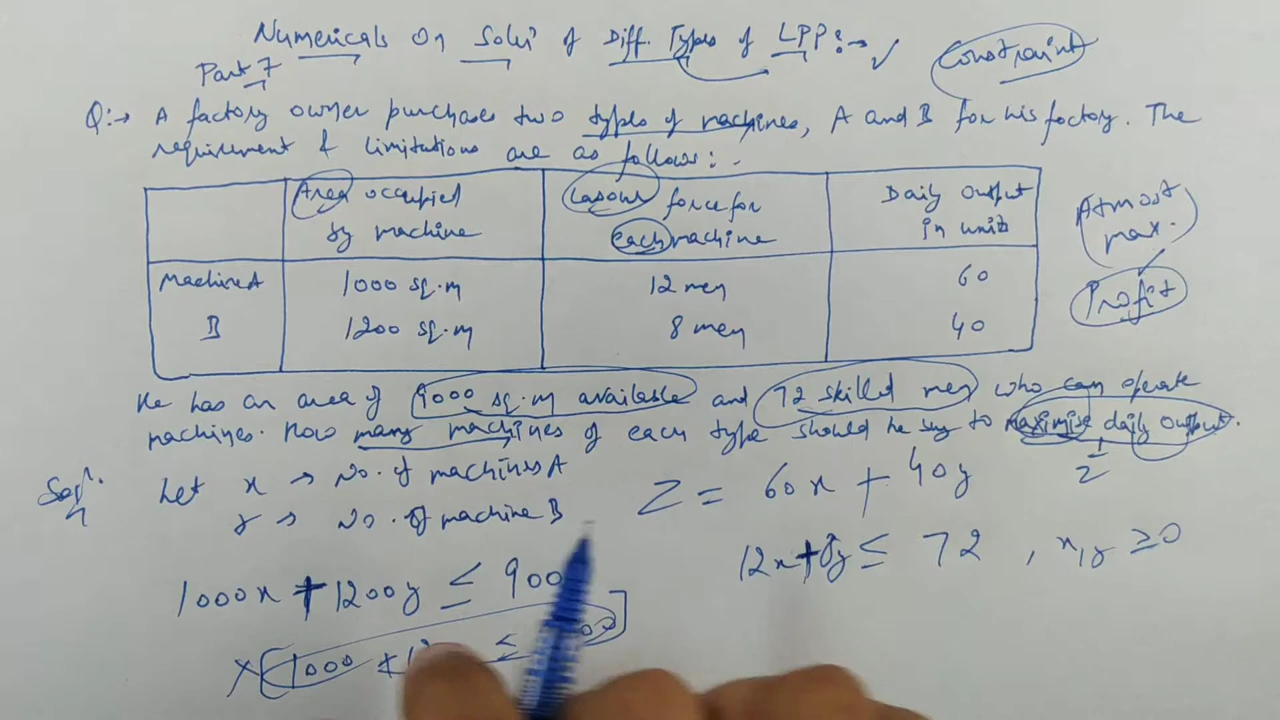 Numericals on Solnˢ of Diff. Types of LPP:→ ✓
Part 7
Constraint
Q:→ A factory owner purchases two types of machines, A and B for his factory. The
requirement & limitations are as follows:.
Area occupied by machine
Labour force for each machine
Daily output in units
Machine A 1000 sq.m 12 men 60
B 1200 sq.m 8 men 40
Atmost
max.
Profit
He has an area of 9000 sq.m available and 72 skilled men who can operate
machines. How many machines of each type should he buy to maximise daily output.
Z
Let x → No. of machines A
y → No. of machine B
Z = 60x + 40y
1000x + 1200y ≤ 900
12x + 8y ≤ 72, x,y ≥0
1000 + ≤